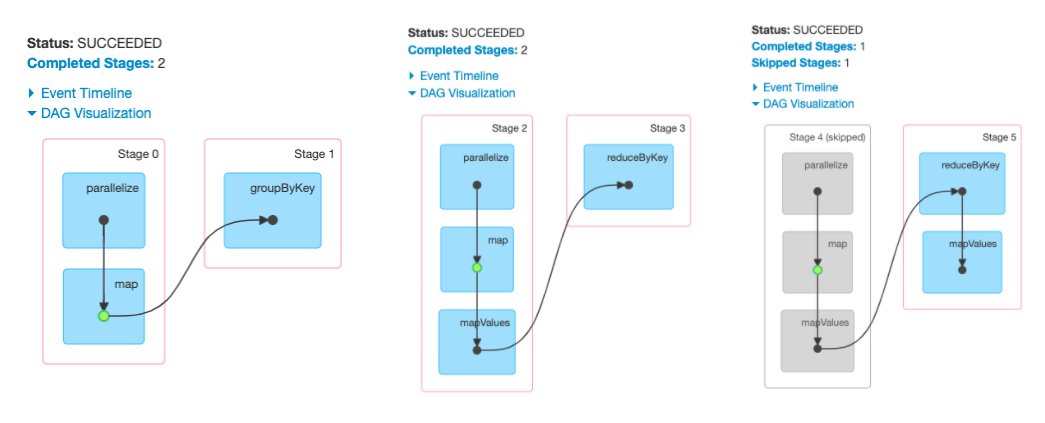 Status: SUCCEEDED
Completed Stages: 2
Event Timeline
DAG Visualization
Stage 0
Stage 1
parallelize
groupByKey
map
Status: SUCCEEDED
Completed Stages: 2
Event Timeline
DAG Visualization
Stage 2
Stage 3
parallelize
reduceByKey
map
mapValues
Status: SUCCEEDED
Completed Stages: 1
Skipped Stages: 1
Event Timeline
DAG Visualization
Stage 4 (skipped)
Stage 5
parallelize
reduceByKey
map
mapValues
mapValues